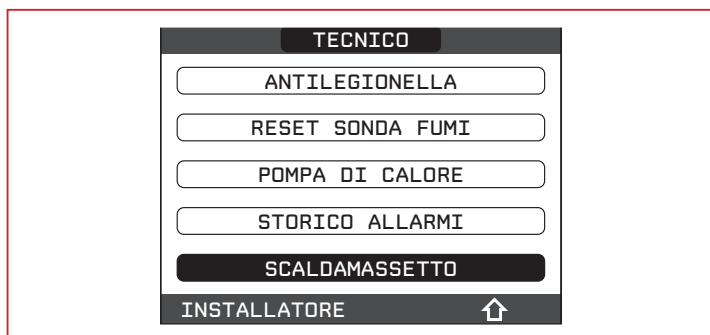 TECNICO
ANTILEGIONELLA
RESET SONDA FUMI
POMPA DI CALORE
STORICO ALLARMI
SCALDAMASSETTO
INSTALLATORE